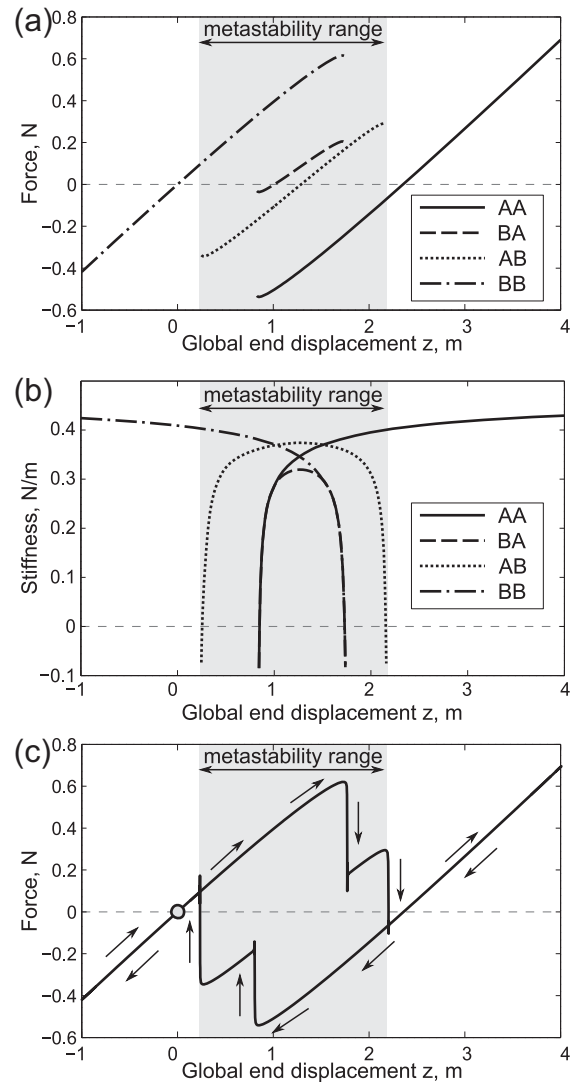 (a)
0.8
0.6
0.4
0.2
0
−0.2
−0.4
−0.6
Force, N
metastability range
AA
BA
AB
BB
−1 0 1 2 3 4
Global end displacement z, m
(b)
0.4
0.3
0.2
0.1
0
−0.1
Stiffness, N/m
metastability range
AA
BA
AB
BB
−1 0 1 2 3 4
Global end displacement z, m
(c)
0.8
0.6
0.4
0.2
0
−0.2
−0.4
−0.6
Force, N
metastability range
−1 0 1 2 3 4
Global end displacement z, m